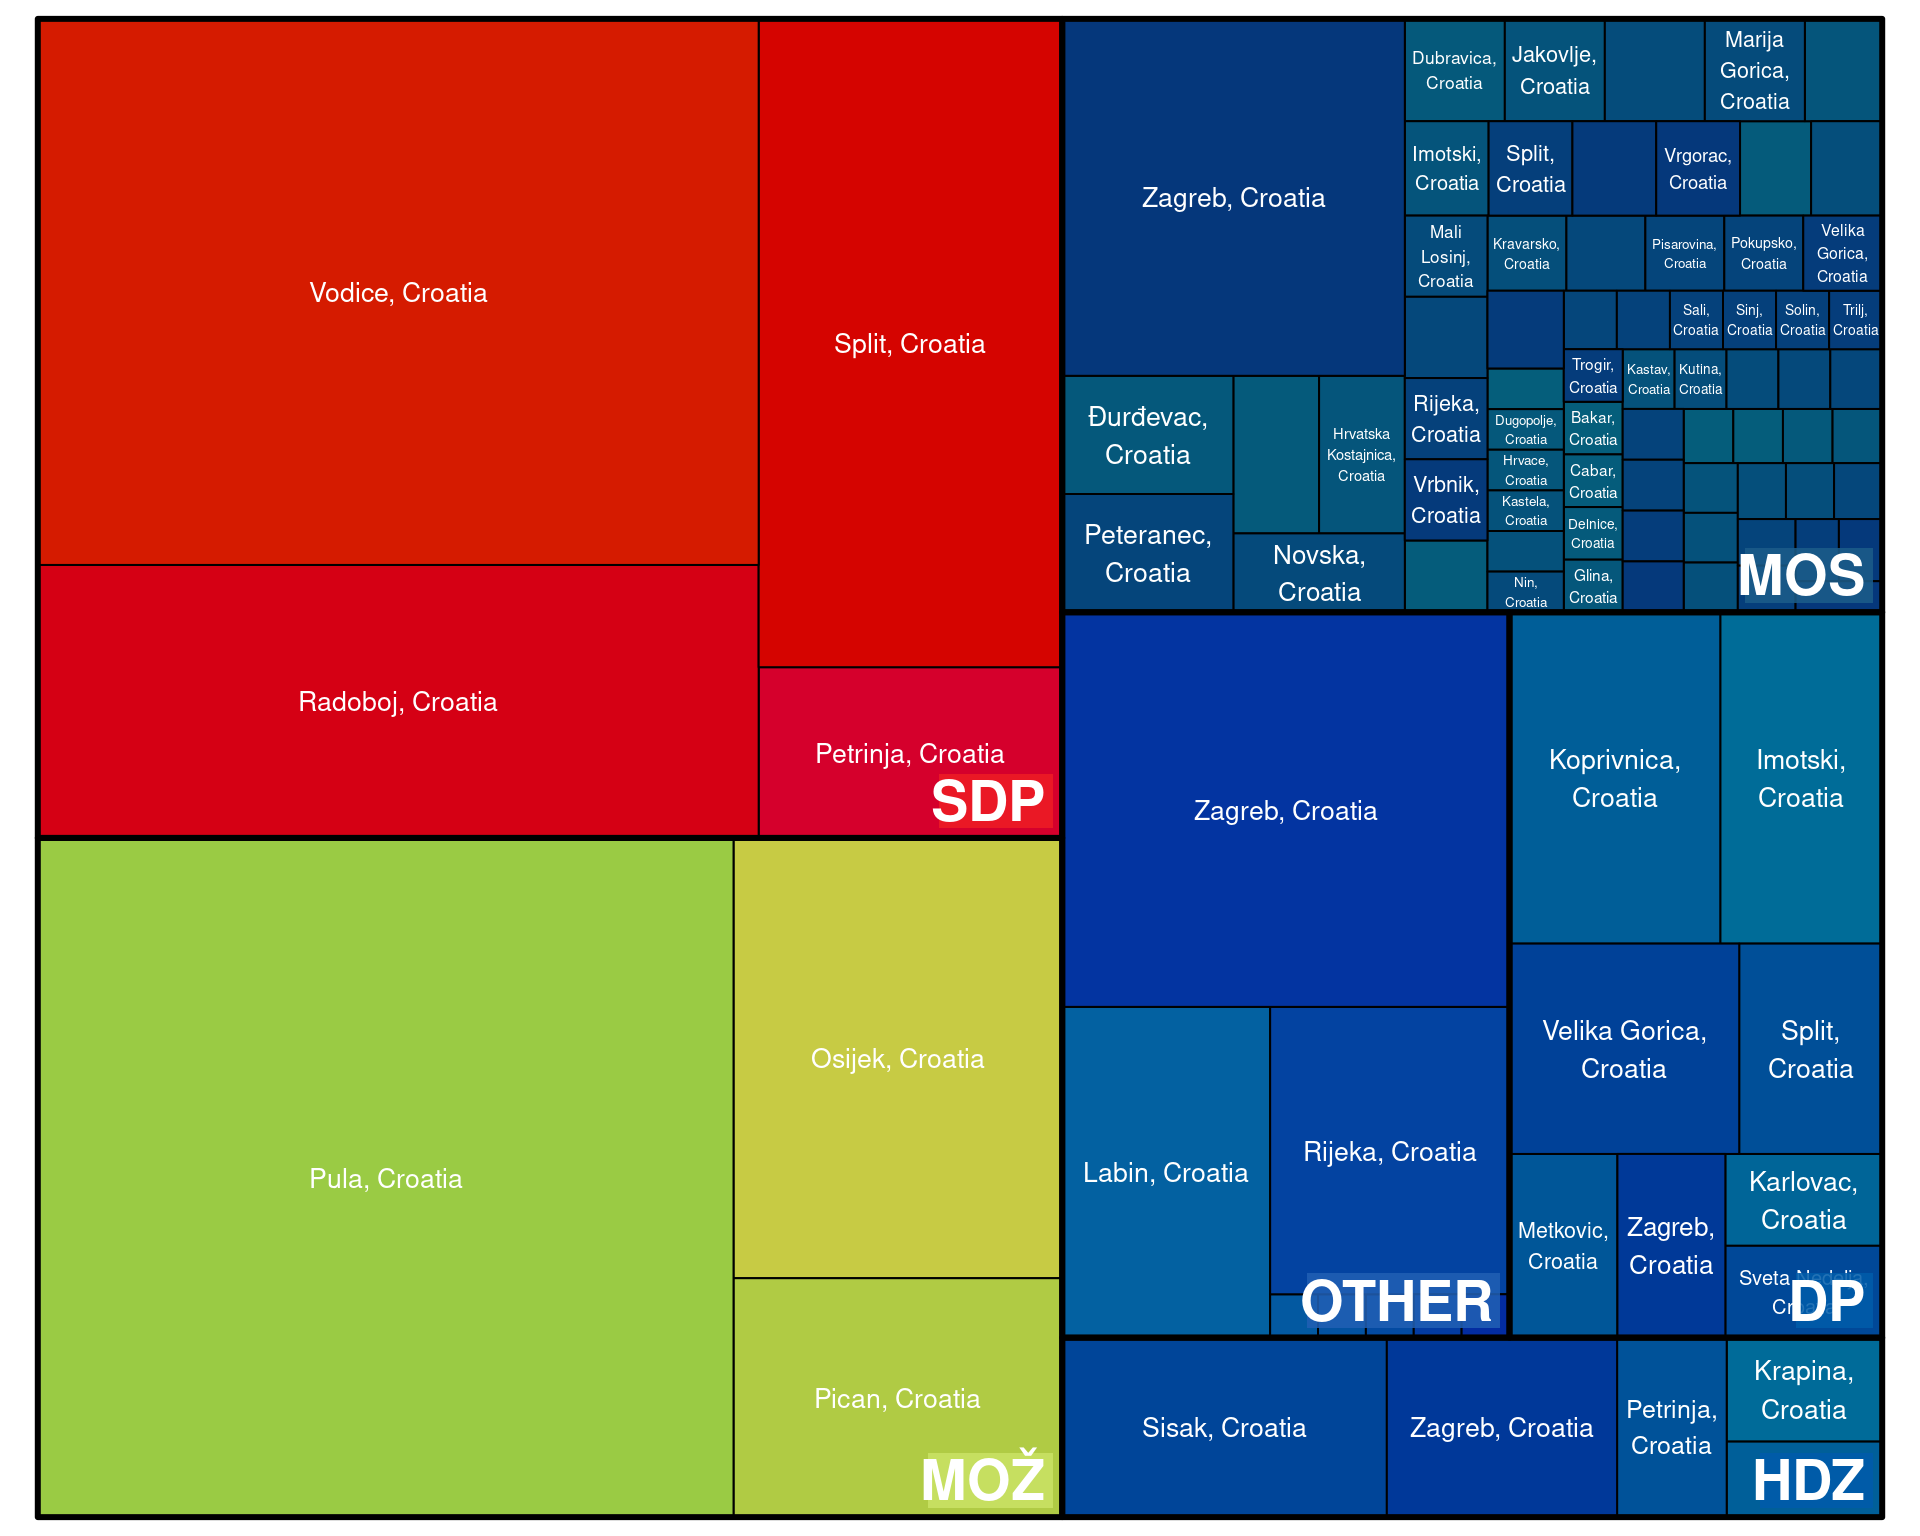 Vodice, Croatia
Split, Croatia
Radoboj, Croatia
Petrinja, Croatia
SDP
Pula, Croatia
Osijek, Croatia
Pican, Croatia
MOŽ
Zagreb, Croatia
Đurđevac,
Croatia
Peteranec,
Croatia
Hrvatska
Kostajnica,
Croatia
Novska,
Croatia
Dubravica,
Croatia
Jakovlje,
Croatia
Marija
Gorica,
Croatia
Imotski,
Croatia
Split,
Croatia
Vrgorac,
Croatia
Mali
Losinj,
Croatia
Kravarsko,
Croatia
Pisarovina,
Croatia
Pokupsko,
Croatia
Velika
Gorica,
Croatia
Sali,
Croatia
Sinj,
Croatia
Solin,
Croatia
Trilj,
Croatia
Rijeka,
Croatia
Vrbnik,
Croatia
Dugopolje,
Croatia
Hrvace,
Croatia
Kastela,
Croatia
Nin,
Croatia
Trogir,
Croatia
Kastav,
Croatia
Kutina,
Croatia
Bakar,
Croatia
Cabar,
Croatia
Delnice,
Croatia
Glina,
Croatia
MOS
Zagreb, Croatia
Labin, Croatia
Rijeka, Croatia
OTHER
Koprivnica,
Croatia
Imotski,
Croatia
Velika Gorica,
Croatia
Split,
Croatia
Metkovic,
Croatia
Zagreb,
Croatia
Karlovac,
Croatia
Sveta Nedelja,
Croatia
DP
Sisak, Croatia
Zagreb, Croatia
Petrinja,
Croatia
Krapina,
Croatia
HDZ